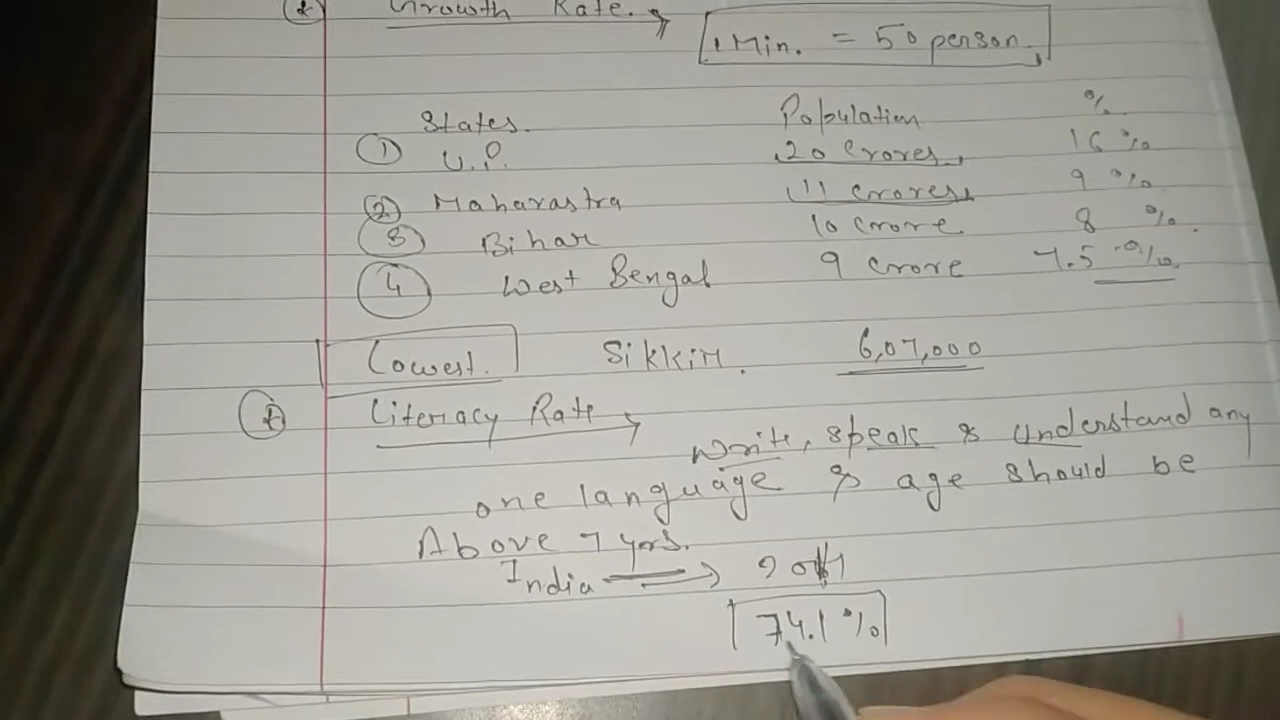 Growth Rate. → 1 Min. = 50 person.
States. Population %
① U.P. 20 Crores. 16 %
② Maharastra 11 crores. 9 %
③ Bihar 10 crore. 8 %.
④ West Bengal 9 crore 7.5 %.
Lowest. Sikkim. 6,07,000
Literacy Rate →
Write, speak & understand any
one language & age should be
Above 7 yrs.
India → 2011
74.1 %